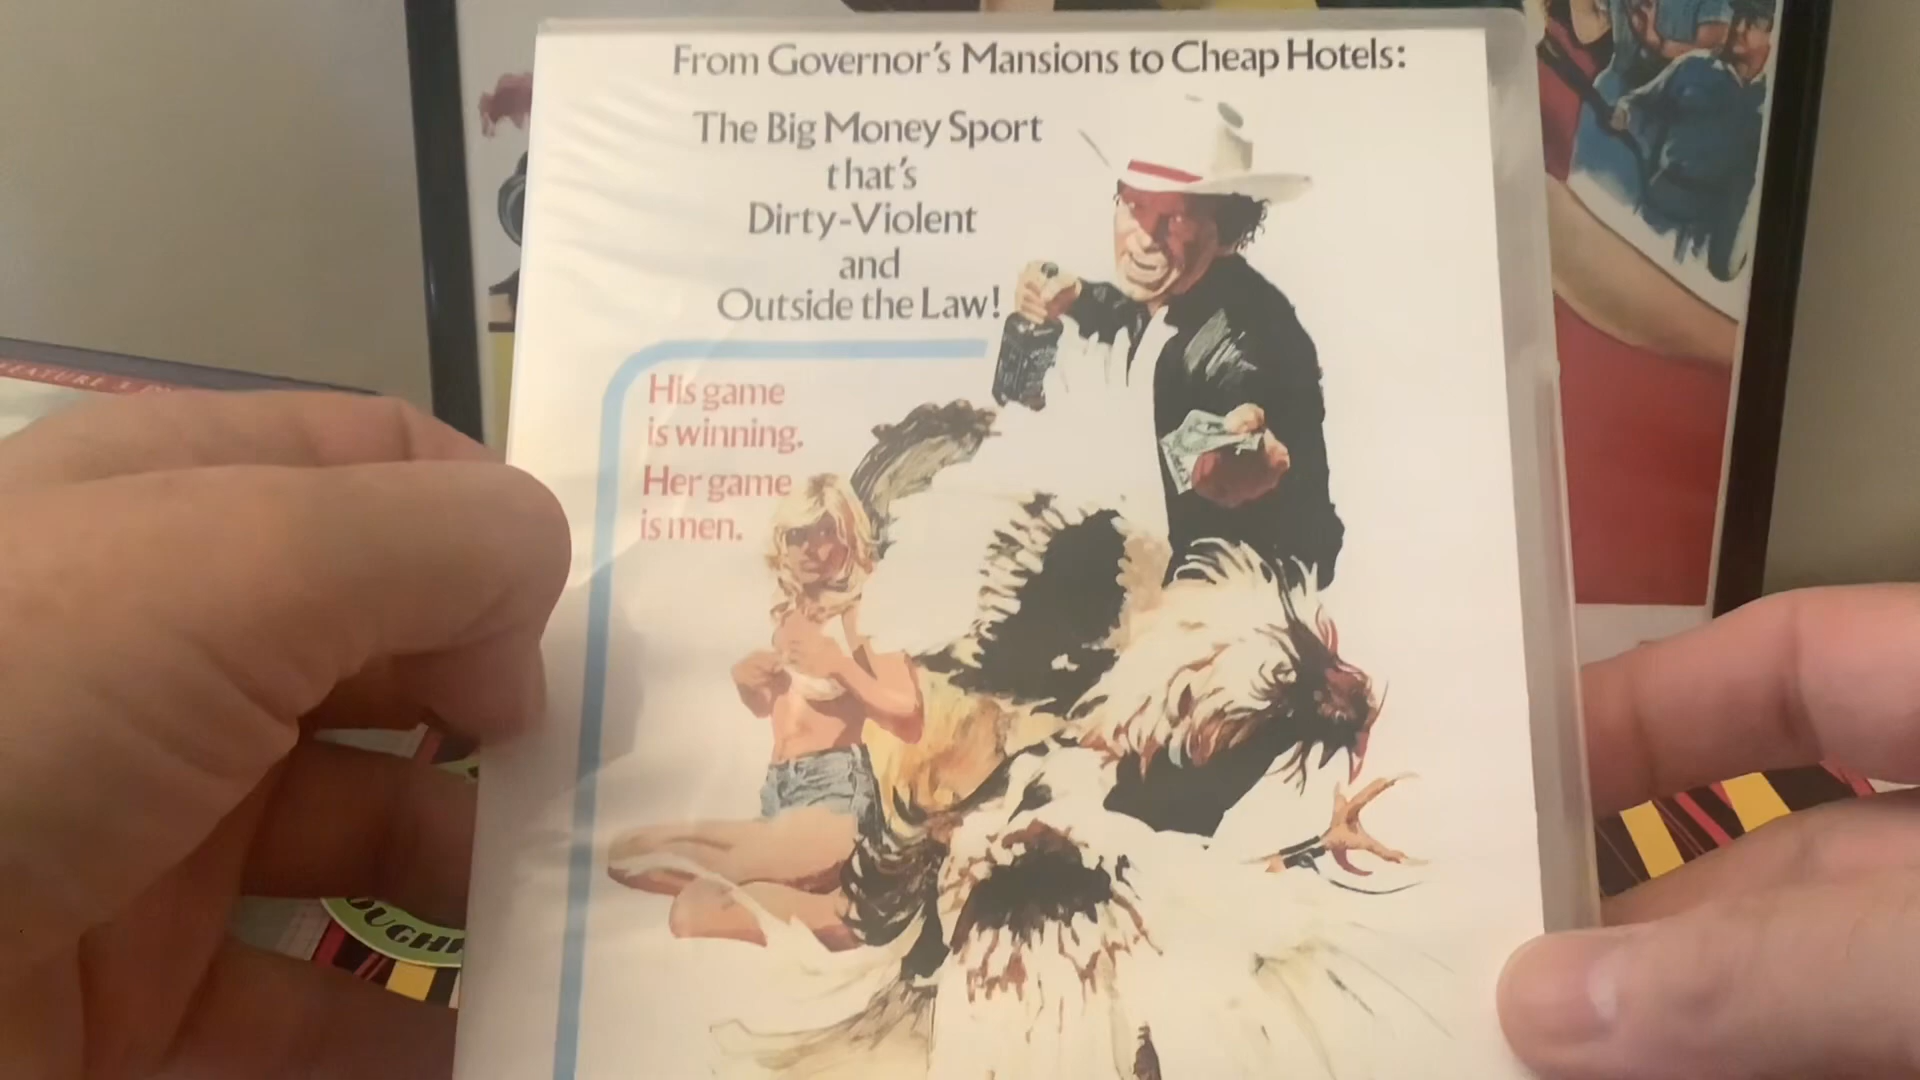 From Governor's Mansions to Cheap Hotels:
The Big Money Sport
that's
Dirty-Violent
and
Outside the Law!
His game
is winning.
Her game
is men.
FEATURE